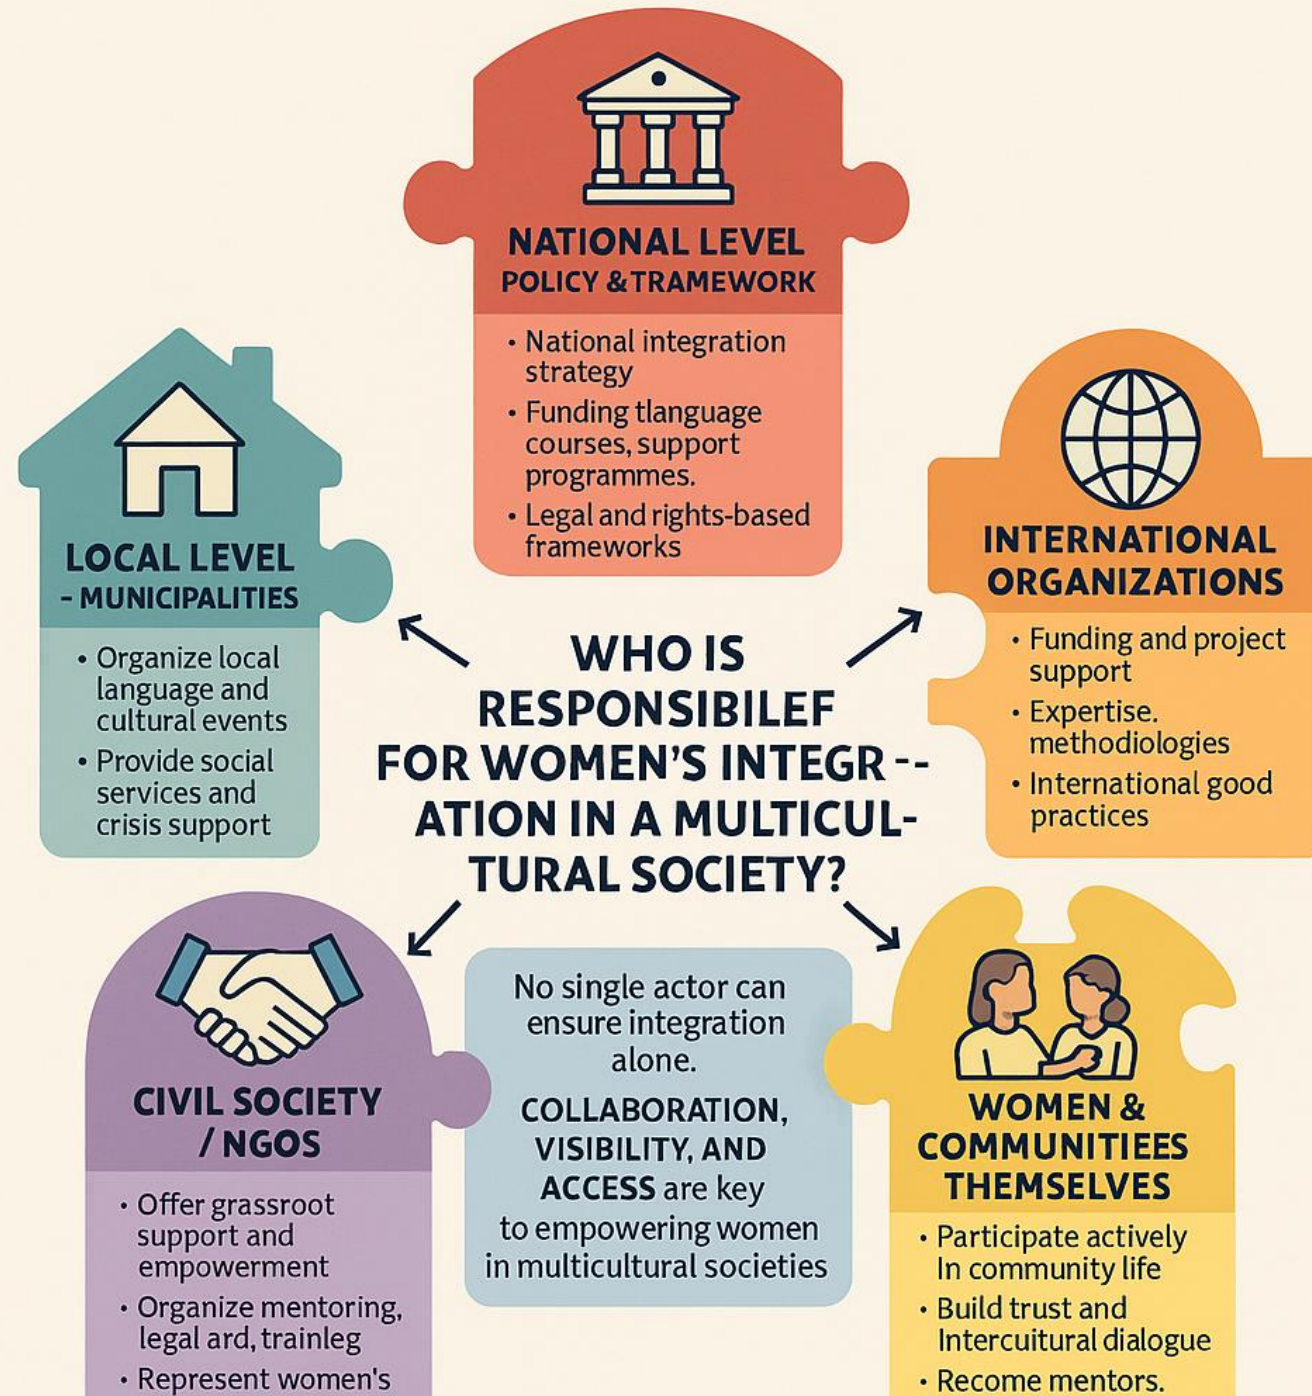 NATIONAL LEVEL
POLICY & TRAMEWORK
• National integration
strategy
• Funding tlanguage
courses, support
programmes.
• Legal and rights-based
frameworks
LOCAL LEVEL
- MUNICIPALITIES
• Organize local
language and
cultural events
• Provide social
services and
crisis support
INTERNATIONAL
ORGANIZATIONS
• Funding and project
support
• Expertise.
methodiologies
• International good
practices
WHO IS
RESPONSIBILEF
FOR WOMEN'S INTEGR--
ATION IN A MULTICUL-
TURAL SOCIETY?
CIVIL SOCIETY
/ NGOS
• Offer grassroot
support and
empowerment
• Organize mentoring,
legal ard, trainleg
• Represent women's
No single actor can
ensure integration
alone.
COLLABORATION,
VISIBILITY, AND
ACCESS are key
to empowering women
in multicultural societies
WOMEN &
COMMUNITIEES
THEMSELVES
• Participate actively
In community life
• Build trust and
Intercuitural dialogue
• Recome mentors.